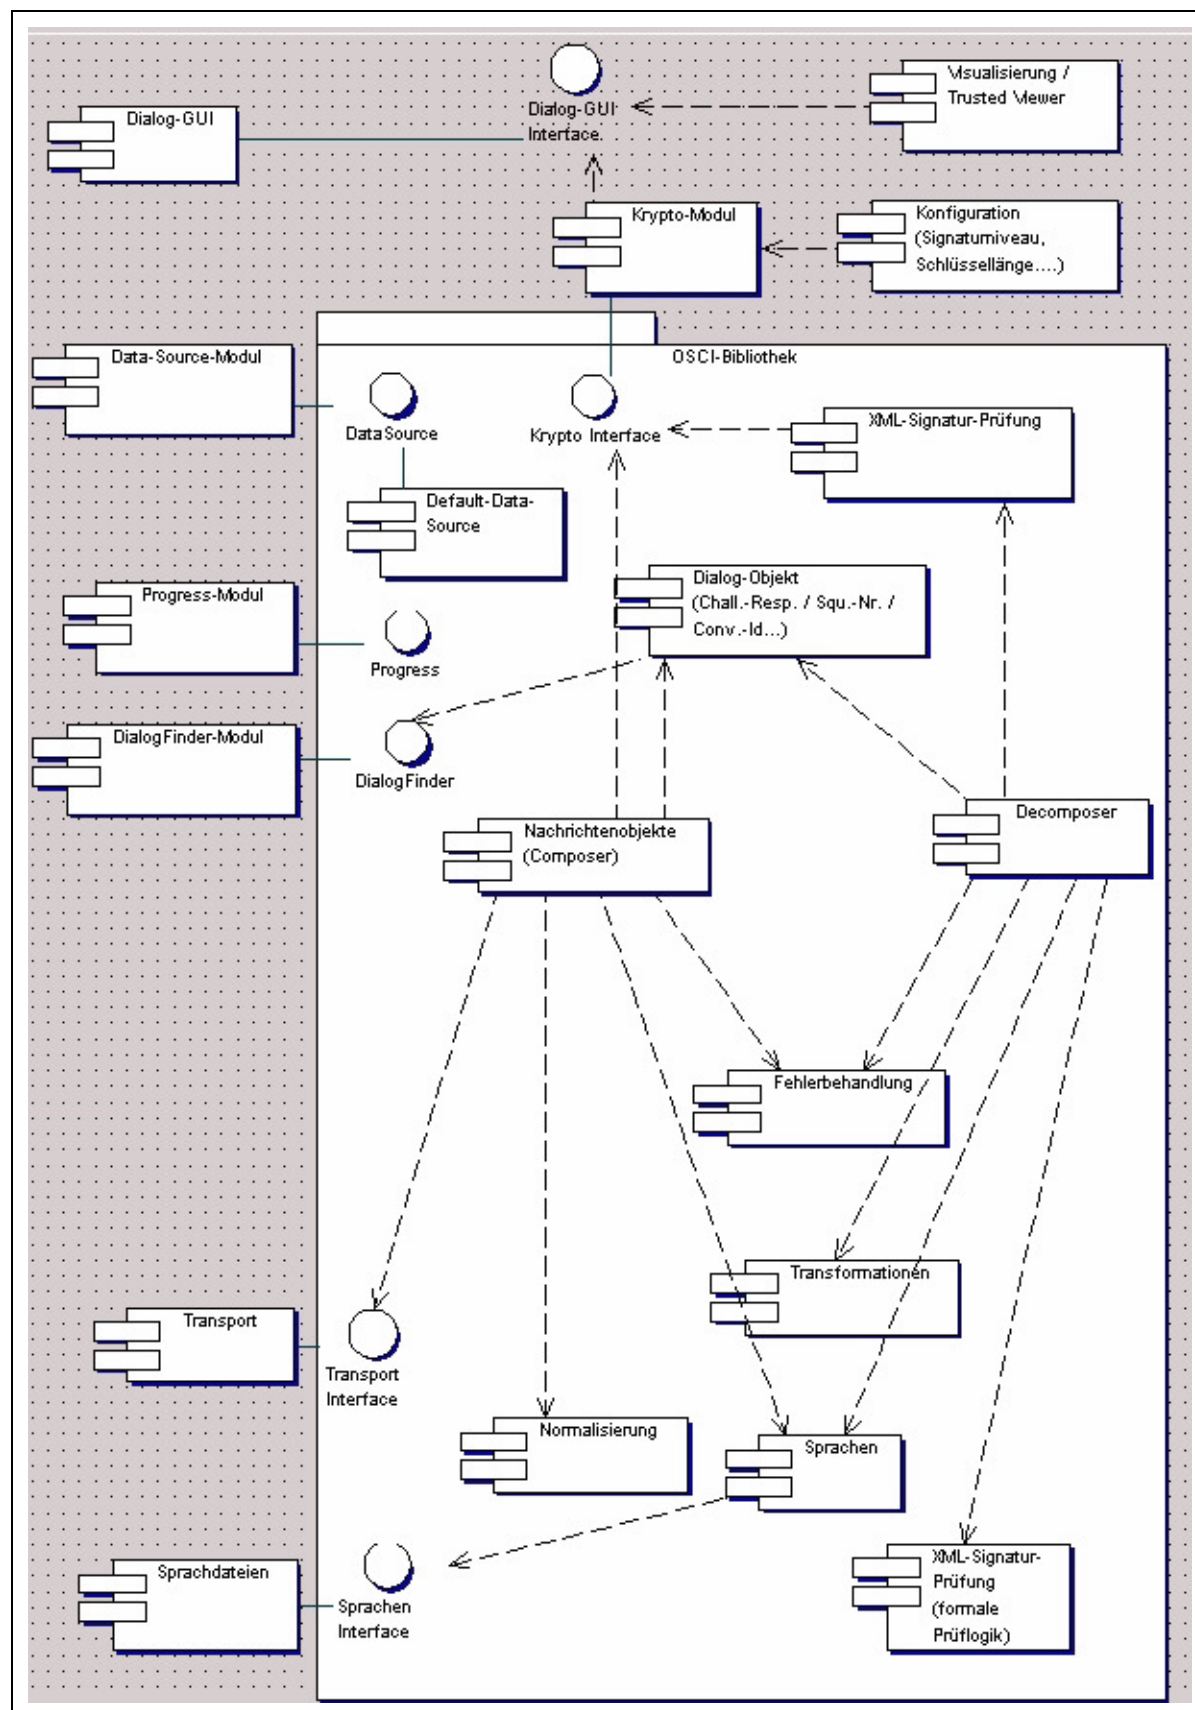 Visualisierung /
Trusted Viewer
Dialog-GUI
Interface
Dialog-GUI
Krypto-Modul
Konfiguration
(Signaturniveau,
Schlüssellänge....)
OSCI-Bibliothek
Data-Source-Modul
DataSource
Krypto Interface
XML-Signatur-Prüfung
Default-Data-
Source
Dialog-Objekt
(Chall.-Resp. / Squ.-Nr. /
Conv.-Id...)
Progress-Modul
Progress
DialogFinder-Modul
DialogFinder
Nachrichtenobjekte
(Composer)
Decomposer
Fehlerbehandlung
Transformationen
Transport
Transport
Interface
Normalisierung
Sprachen
Sprachdateien
Sprachen
Interface
XML-Signatur-
Prüfung
(formale
Prüflogik)